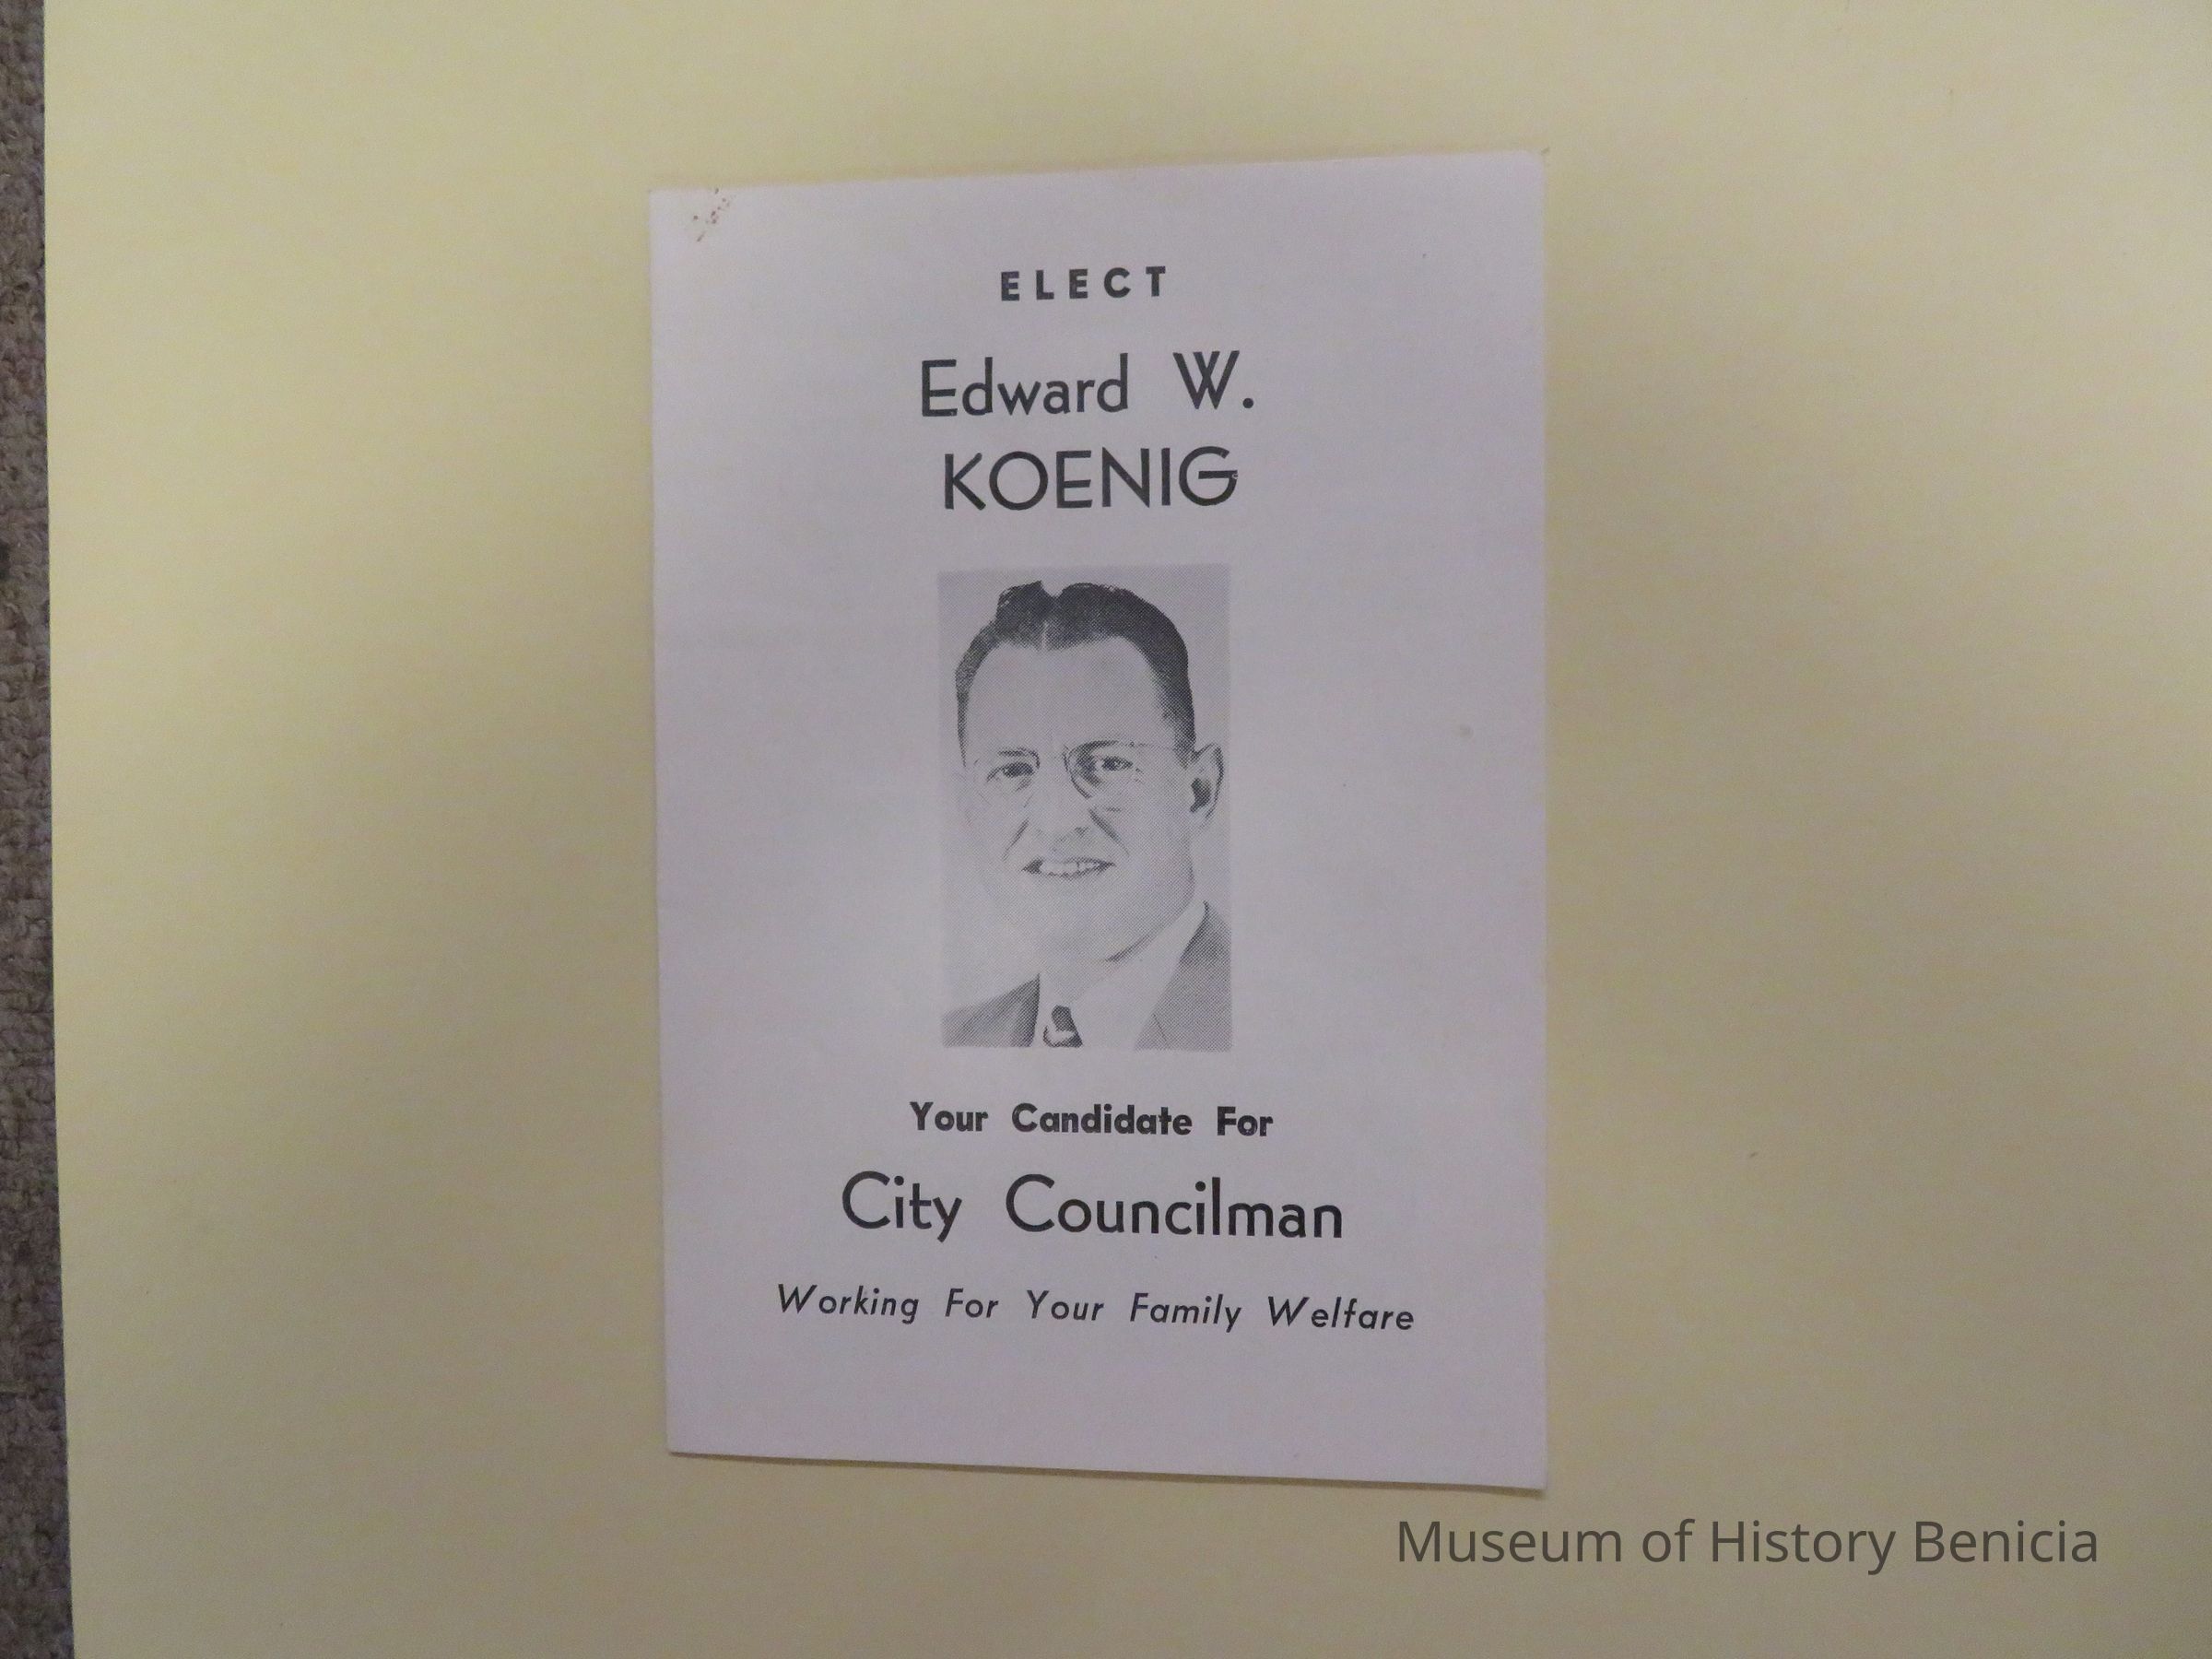 ELECT
Edward W.
KOENIG
Your Candidate For
City Councilman
Working For Your Family Welfare
Museum of History Benicia